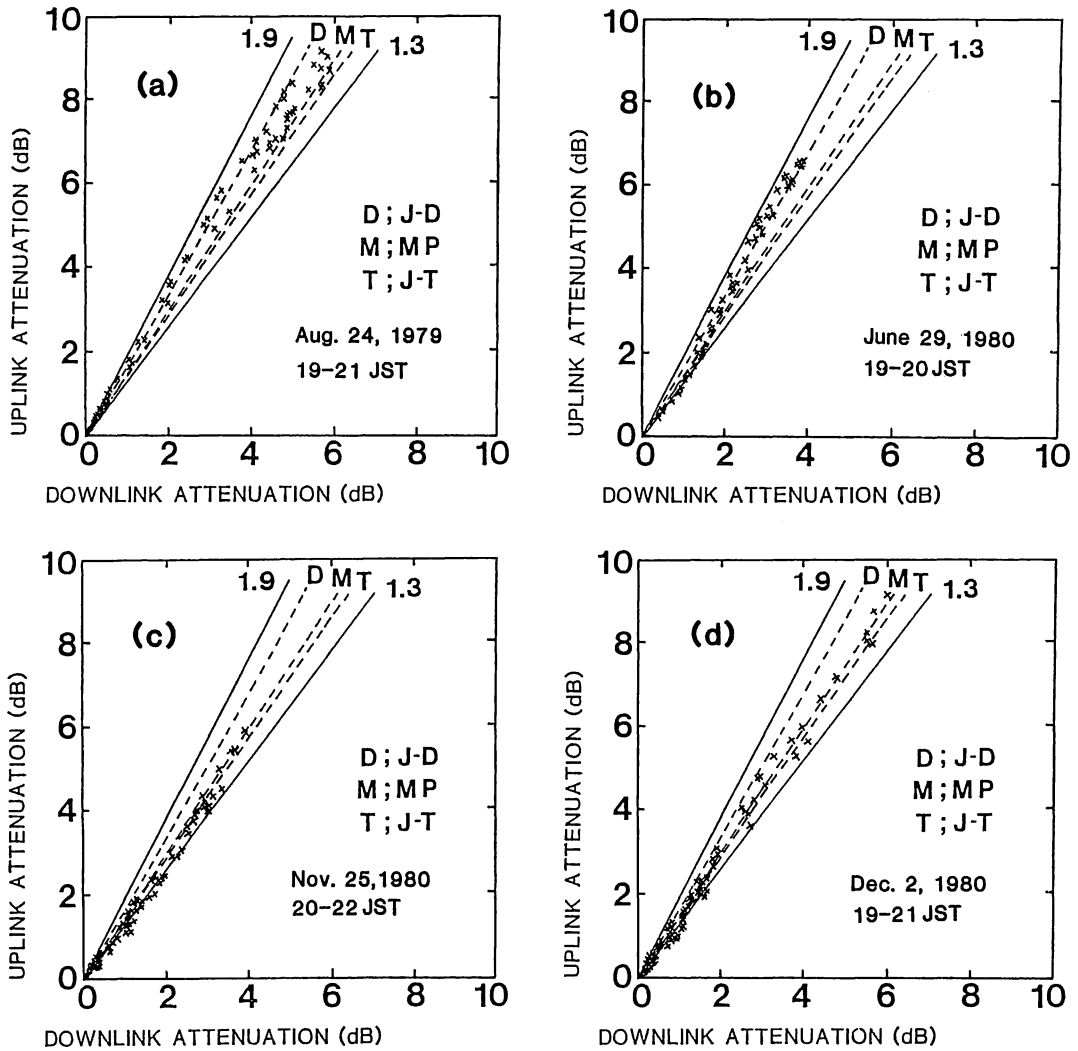 10
8
6
4
2
0
0 2 4 6 8 10
UPLINK ATTENUATION (dB)
DOWNLINK ATTENUATION (dB)
(a)
1.9 D M T 1.3
D ; J-D
M ; MP
T ; J-T
Aug. 24, 1979
19-21 JST
10
8
6
4
2
0
0 2 4 6 8 10
UPLINK ATTENUATION (dB)
DOWNLINK ATTENUATION (dB)
(b)
1.9 D M T 1.3
D ; J-D
M ; MP
T ; J-T
June 29, 1980
19-20 JST
10
8
6
4
2
0
0 2 4 6 8 10
UPLINK ATTENUATION (dB)
DOWNLINK ATTENUATION (dB)
(c)
1.9 D M T 1.3
D ; J-D
M ; MP
T ; J-T
Nov. 25, 1980
20-22 JST
10
8
6
4
2
0
0 2 4 6 8 10
UPLINK ATTENUATION (dB)
DOWNLINK ATTENUATION (dB)
(d)
1.9 D M T 1.3
D ; J-D
M ; MP
T ; J-T
Dec. 2, 1980
19-21 JST